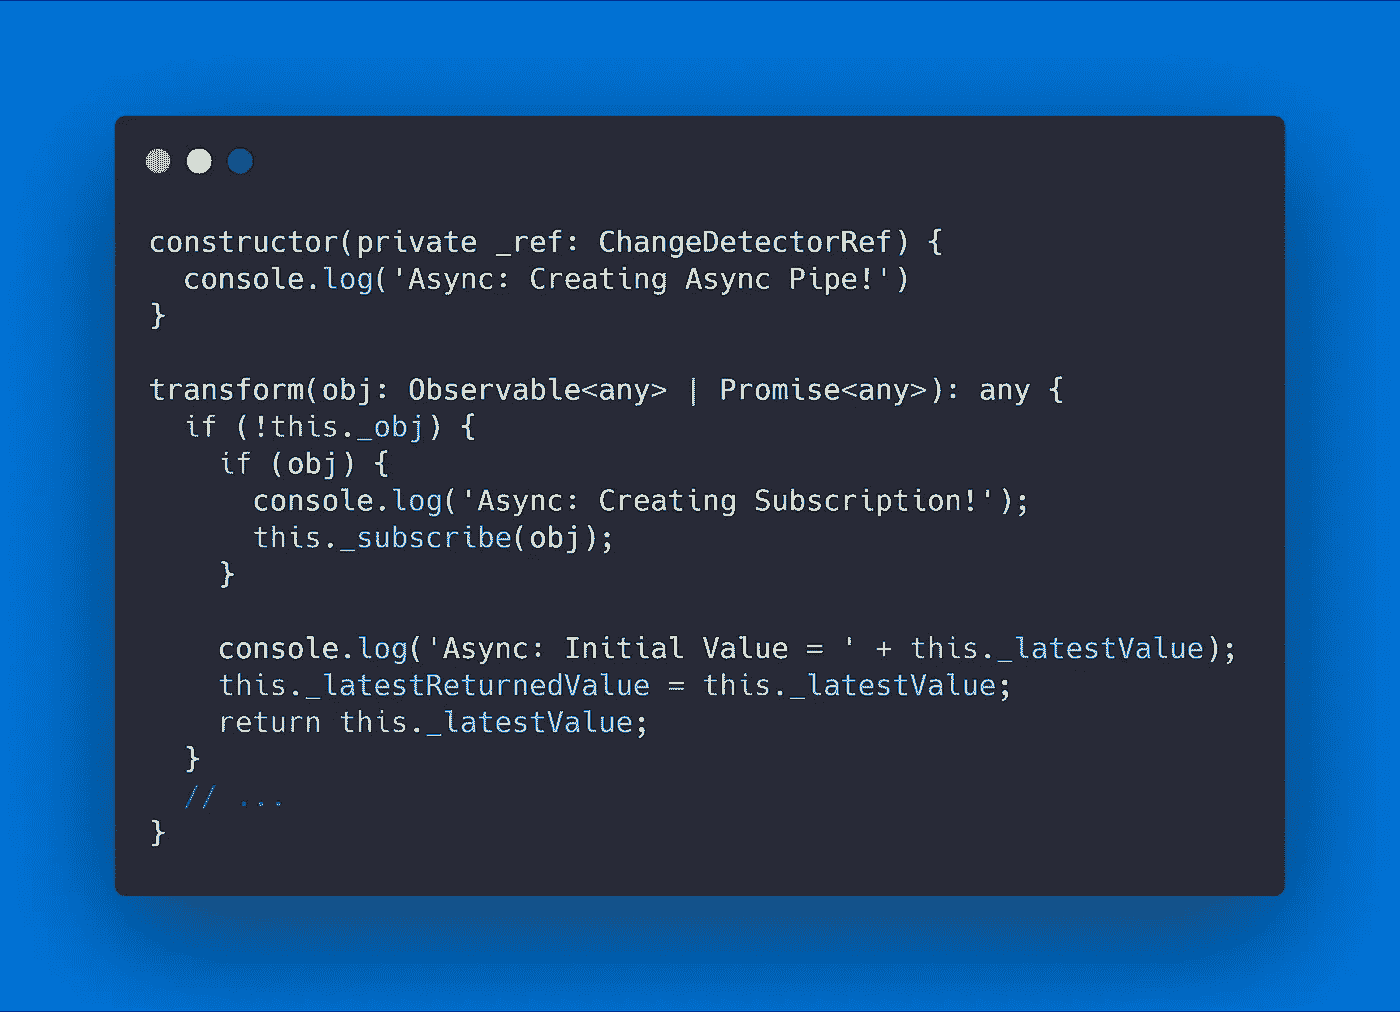 constructor(private _ref: ChangeDetectorRef) {
  console.log('Async: Creating Async Pipe!')
}

transform(obj: Observable<any> | Promise<any>): any {
  if (!this._obj) {
    if (obj) {
      console.log('Async: Creating Subscription!');
      this._subscribe(obj);
    }

    console.log('Async: Initial Value = ' + this._latestValue);
    this._latestReturnedValue = this._latestValue;
    return this._latestValue;
  }
  // ...
}